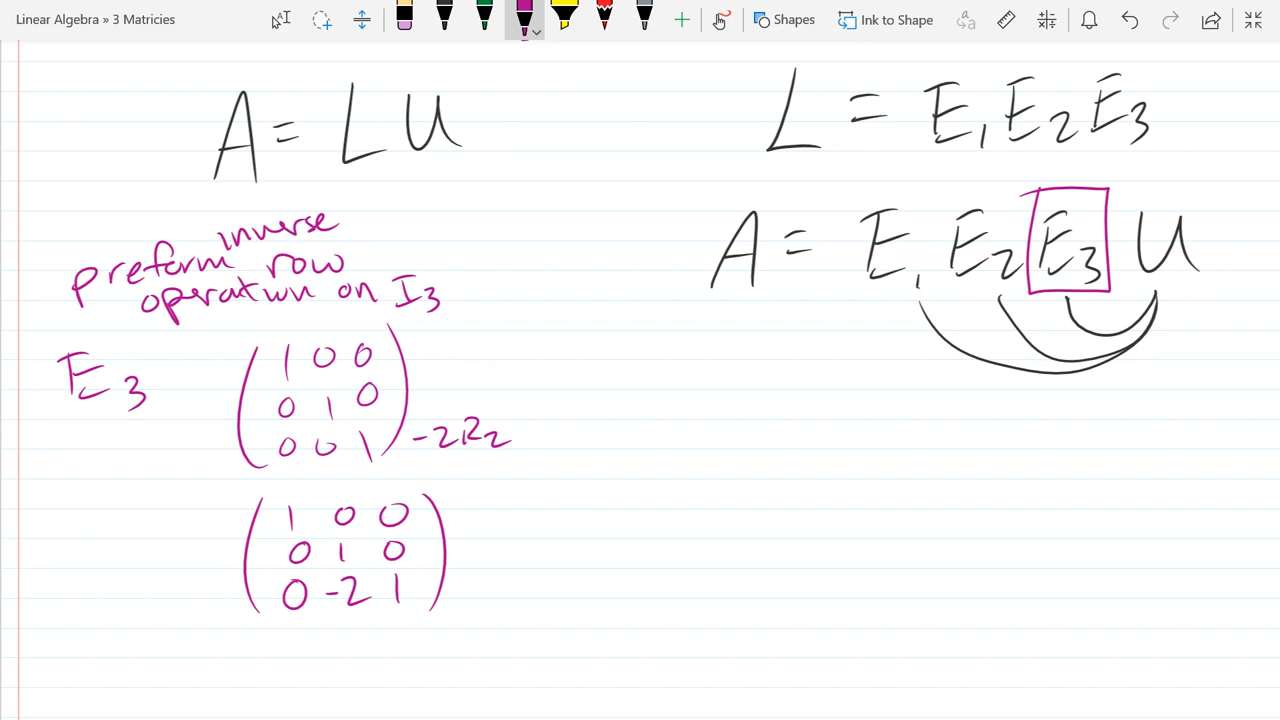 Linear Algebra » 3 Matricies
Shapes
Ink to Shape
A = LU
L = E₁E₂E₃
A = E₁E₂E₃U
preform inverse row
operation on I₃
E₃
1 0 0
0 1 0
0 0 1 -2R₂
1 0 0
0 1 0
0 -2 1